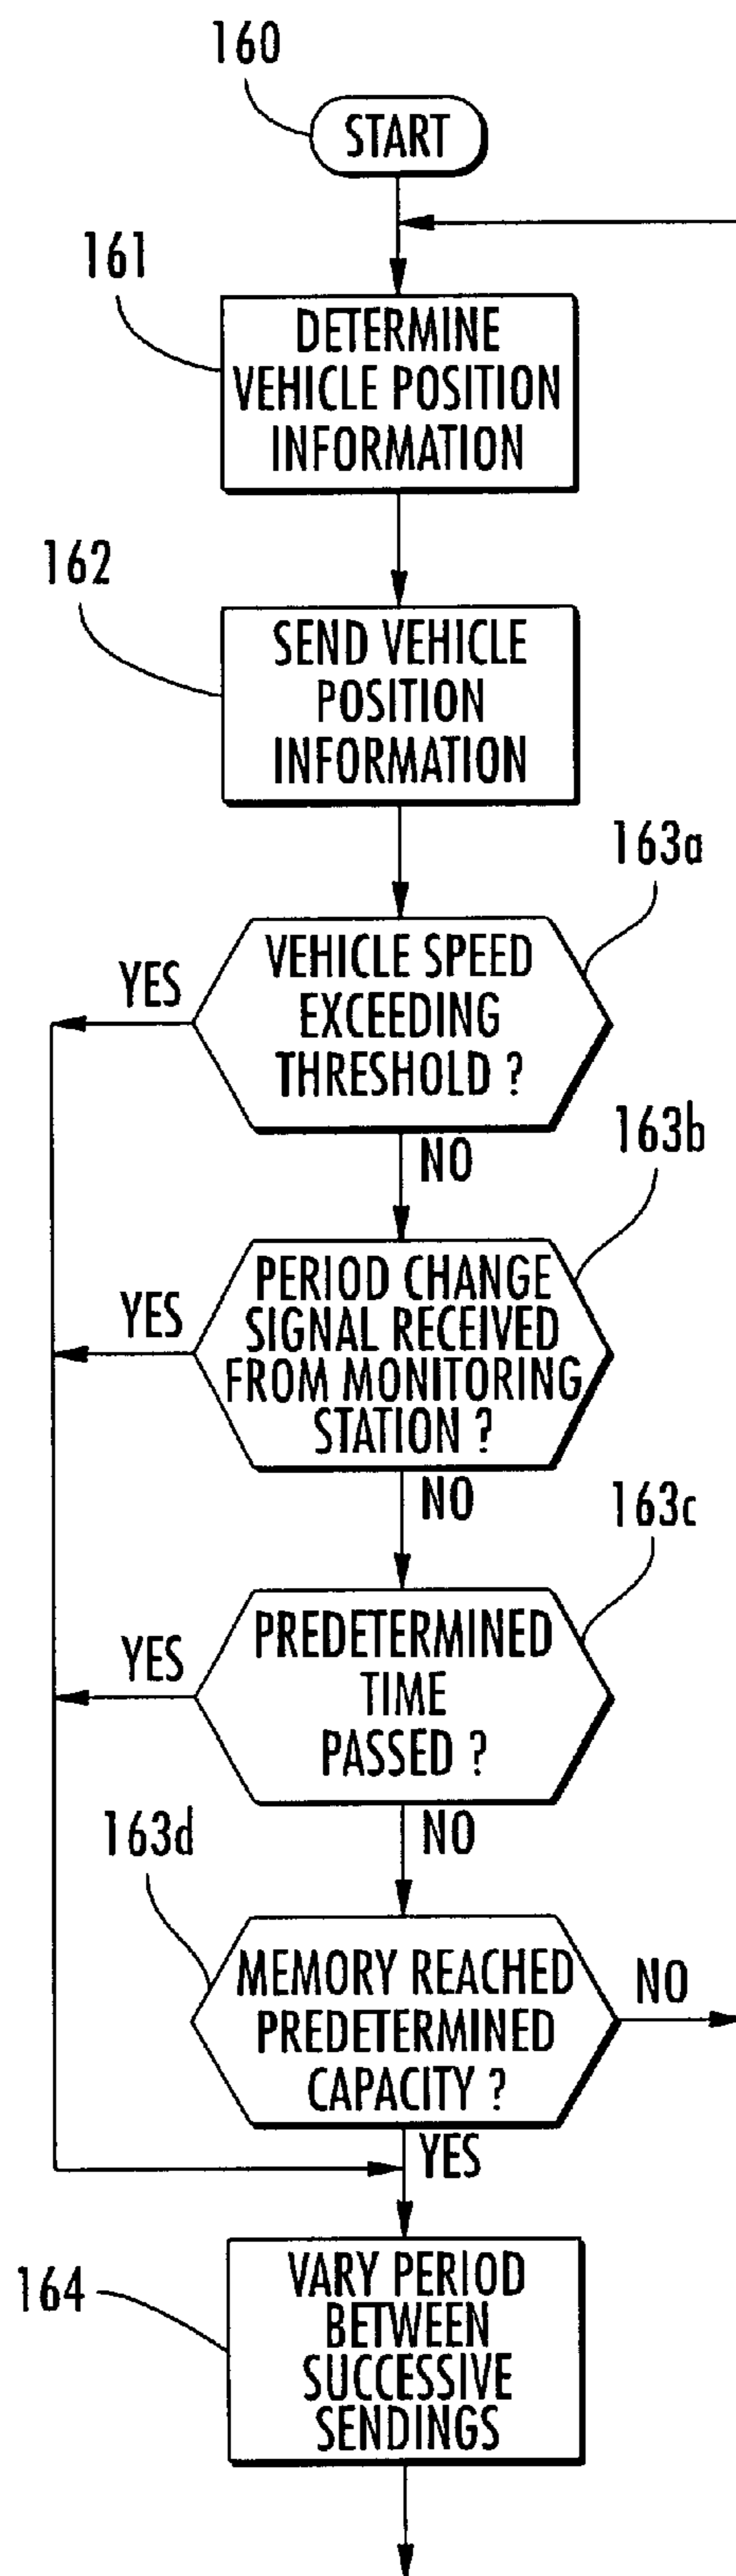 160
START
161
DETERMINE
VEHICLE POSITION
INFORMATION
162
SEND VEHICLE
POSITION
INFORMATION
163a
VEHICLE SPEED
EXCEEDING
THRESHOLD ?
YES
NO
163b
PERIOD CHANGE
SIGNAL RECEIVED
FROM MONITORING
STATION ?
YES
NO
163c
PREDETERMINED
TIME
PASSED ?
YES
NO
163d
MEMORY REACHED
PREDETERMINED
CAPACITY ?
NO
YES
164
VARY PERIOD
BETWEEN
SUCCESSIVE
SENDINGS